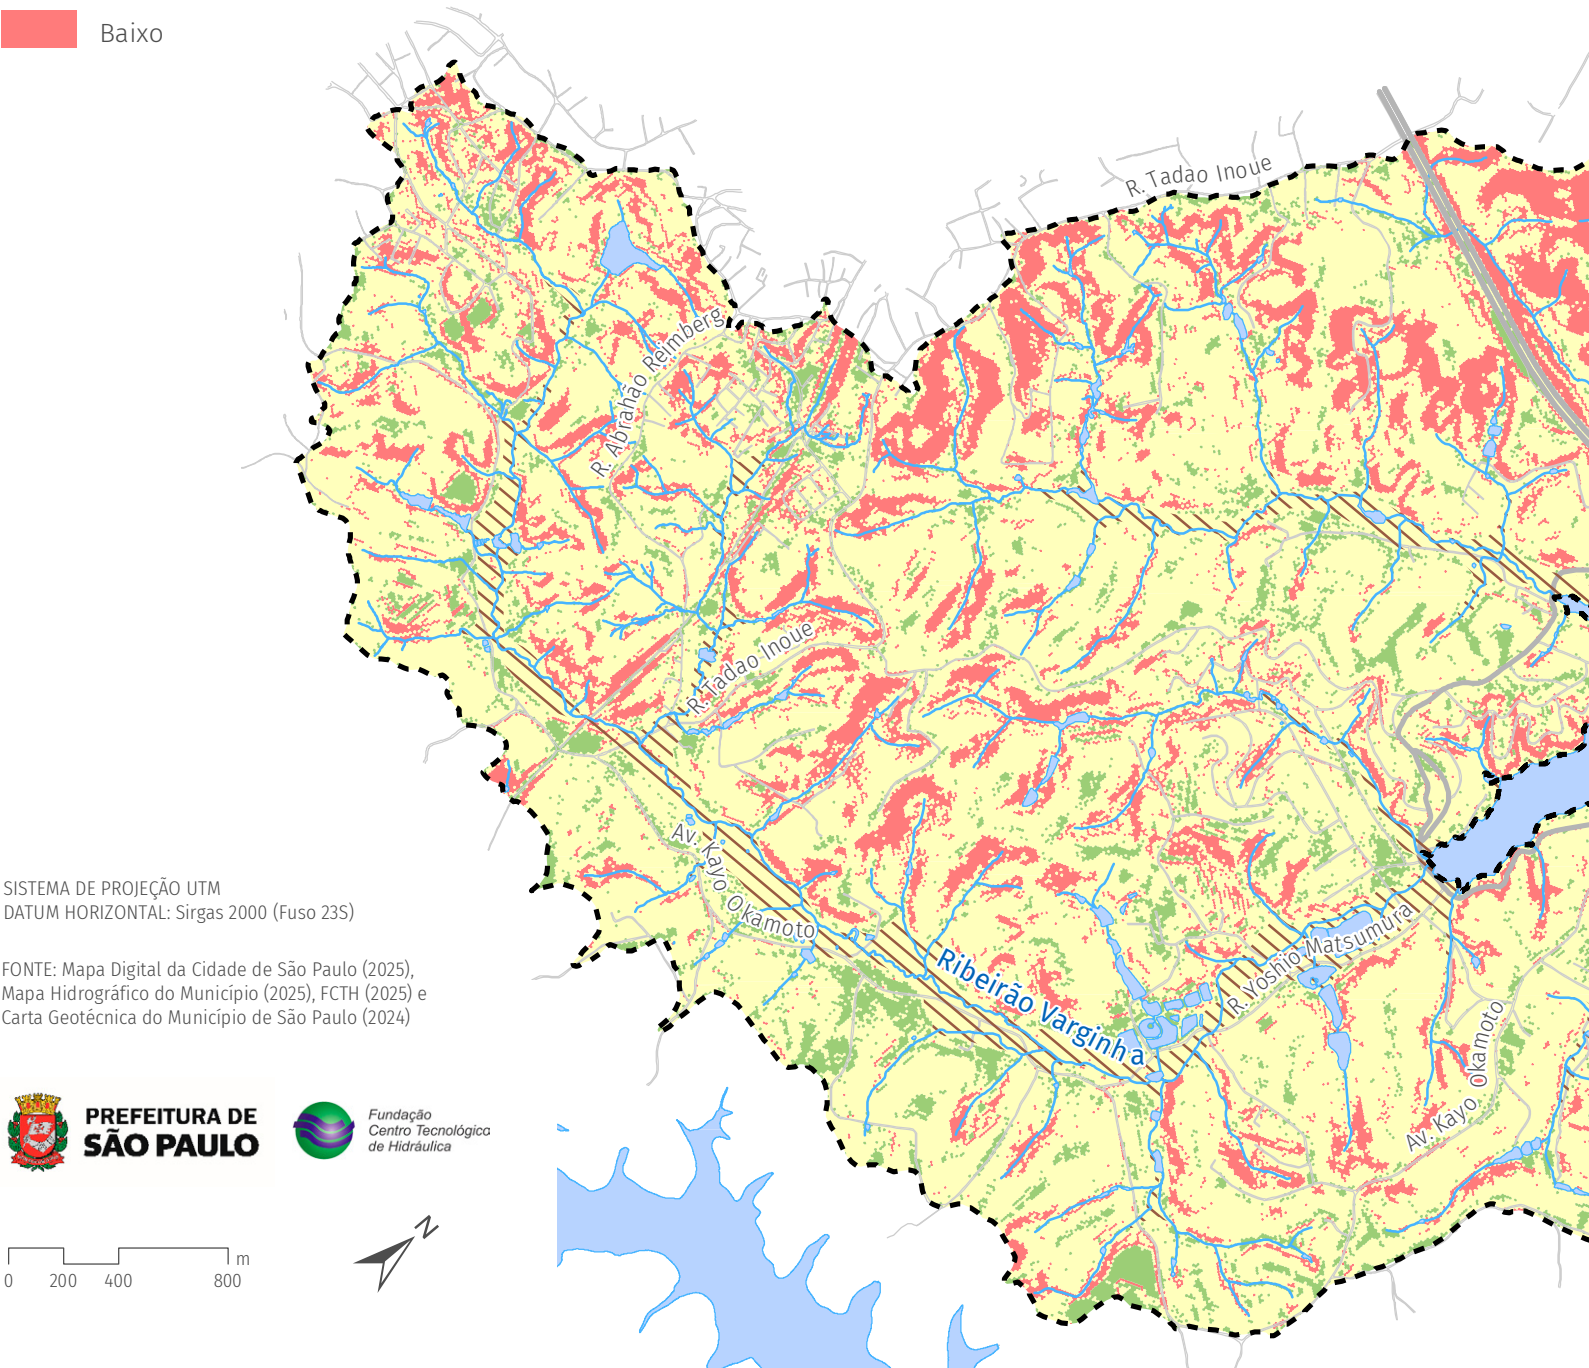 Baixo
R. Tadao Inoue
R. Abrahão Reimberg
R. Tadao Inoue
Av. Kayo Okamoto
Ribeirão Varginha
R. Yoshio Matsumura
Av. Kayo Okamoto
SISTEMA DE PROJEÇÃO UTM
DATUM HORIZONTAL: Sirgas 2000 (Fuso 23S)
FONTE: Mapa Digital da Cidade de São Paulo (2025),
Mapa Hidrográfico do Município (2025), FCTH (2025) e
Carta Geotécnica do Município de São Paulo (2024)
PREFEITURA DE
SÃO PAULO
Fundação
Centro Tecnológico
de Hidráulica
N
m
0 200 400 800